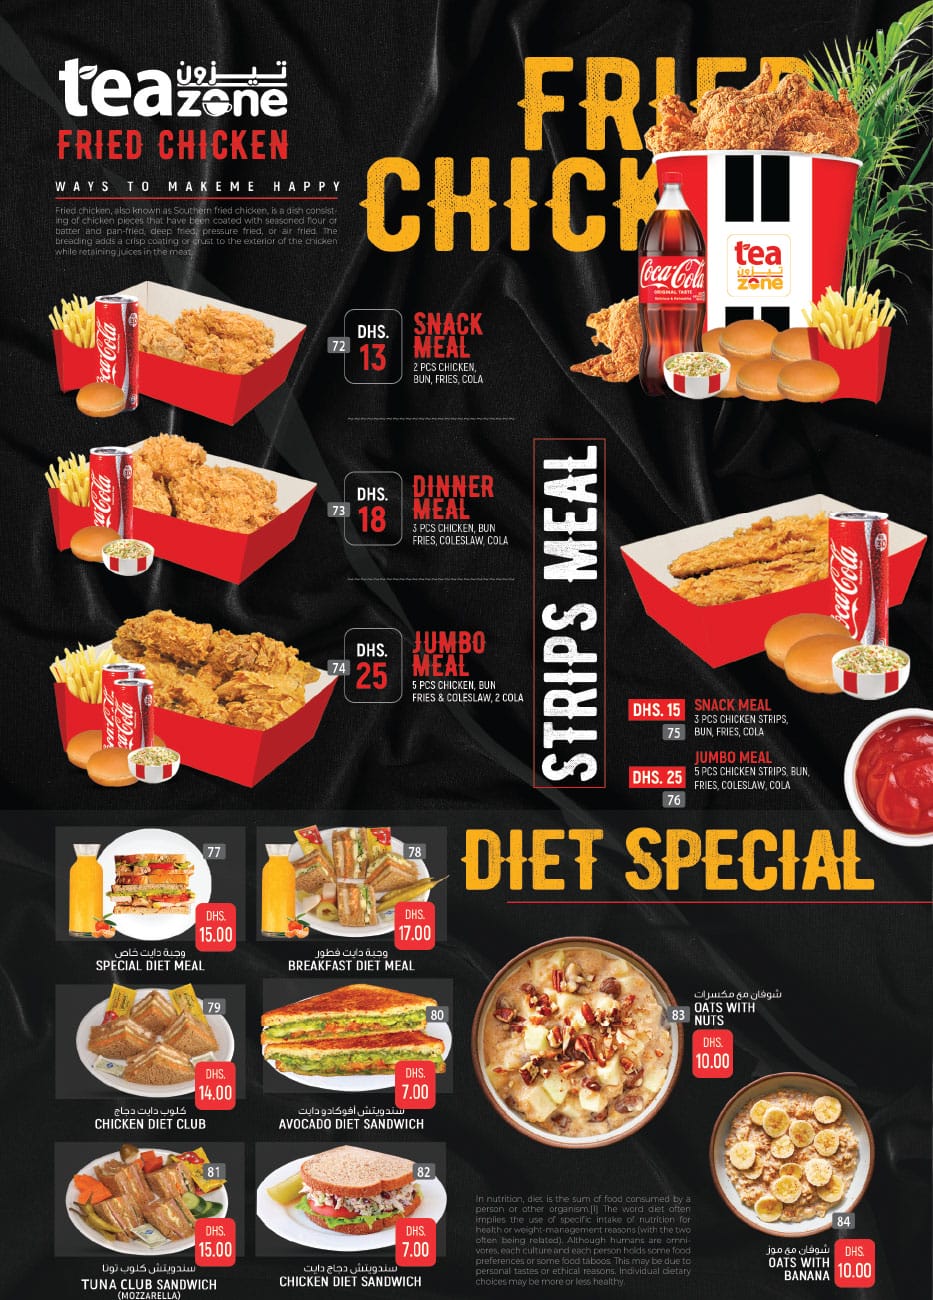 tea تيزون
zone
FRIED CHICKEN
WAYS TO MAKEME HAPPY
Fried chicken, also known as Southern fried chicken, is a dish consist-
ing of chicken pieces that have been coated with seasoned flour or
batter and pan-fried, deep fried, pressure fried, or air fried. The
breading adds a crisp coating or crust to the exterior of the chicken
while retaining juices in the meat.
FRIED
CHICK
Coca-Cola
ORIGINAL TASTE
tea
تيزون
zone
72
DHS.
13
SNACK
MEAL
2 PCS CHICKEN,
BUN, FRIES, COLA
Coca-Cola
73
DHS.
18
DINNER
MEAL
3 PCS CHICKEN, BUN
FRIES, COLESLAW, COLA
Coca-Cola
74
DHS.
25
JUMBO
MEAL
5 PCS CHICKEN, BUN
FRIES & COLESLAW, 2 COLA
Coca-Cola
STRIPS MEAL
Coca-Cola
DHS. 15
75
SNACK MEAL
3 PCS CHICKEN STRIPS,
BUN, FRIES, COLA
DHS. 25
76
JUMBO MEAL
5 PCS CHICKEN STRIPS, BUN,
FRIES, COLESLAW, COLA
DIET SPECIAL
77
DHS.
15.00
وجبة دايت خاص
SPECIAL DIET MEAL
78
DHS.
17.00
وجبة دايت فطور
BREAKFAST DIET MEAL
79
DHS.
14.00
كلوب دايت دجاج
CHICKEN DIET CLUB
80
DHS.
7.00
سندويتش أفوكادو دايت
AVOCADO DIET SANDWICH
81
DHS.
15.00
سندويتش كلوب تونا
TUNA CLUB SANDWICH
(MOZZARELLA)
82
DHS.
7.00
سندويتش دجاج دايت
CHICKEN DIET SANDWICH
83
شوفان مع مكسرات
OATS WITH
NUTS
DHS.
10.00
84
شوفان مع موز
OATS WITH
BANANA
DHS.
10.00
In nutrition, diet is the sum of food consumed by a
person or other organism.[1] The word diet often
implies the use of specific intake of nutrition for
health or weight-management reasons (with the two
often being related). Although humans are omni-
vores, each culture and each person holds some food
preferences or some food taboos. This may be due to
personal tastes or ethical reasons. Individual dietary
choices may be more or less healthy.